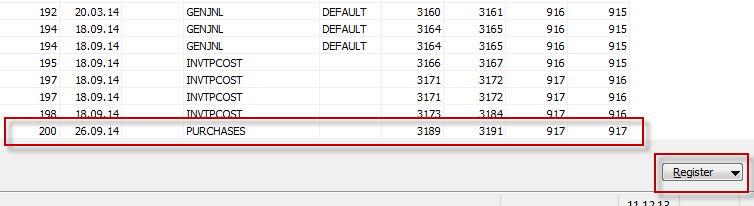 192 20.03.14 GENJNL DEFAULT 3160 3161 916 915
194 18.09.14 GENJNL DEFAULT 3164 3165 916 915
194 18.09.14 GENJNL DEFAULT 3164 3165 916 915
195 18.09.14 INVTPCOST 3166 3167 916 915
197 18.09.14 INVTPCOST 3171 3172 917 916
197 18.09.14 INVTPCOST 3171 3172 917 916
198 18.09.14 INVTPCOST 3173 3184 917 916
200 26.09.14 PURCHASES 3189 3191 917 917
Register